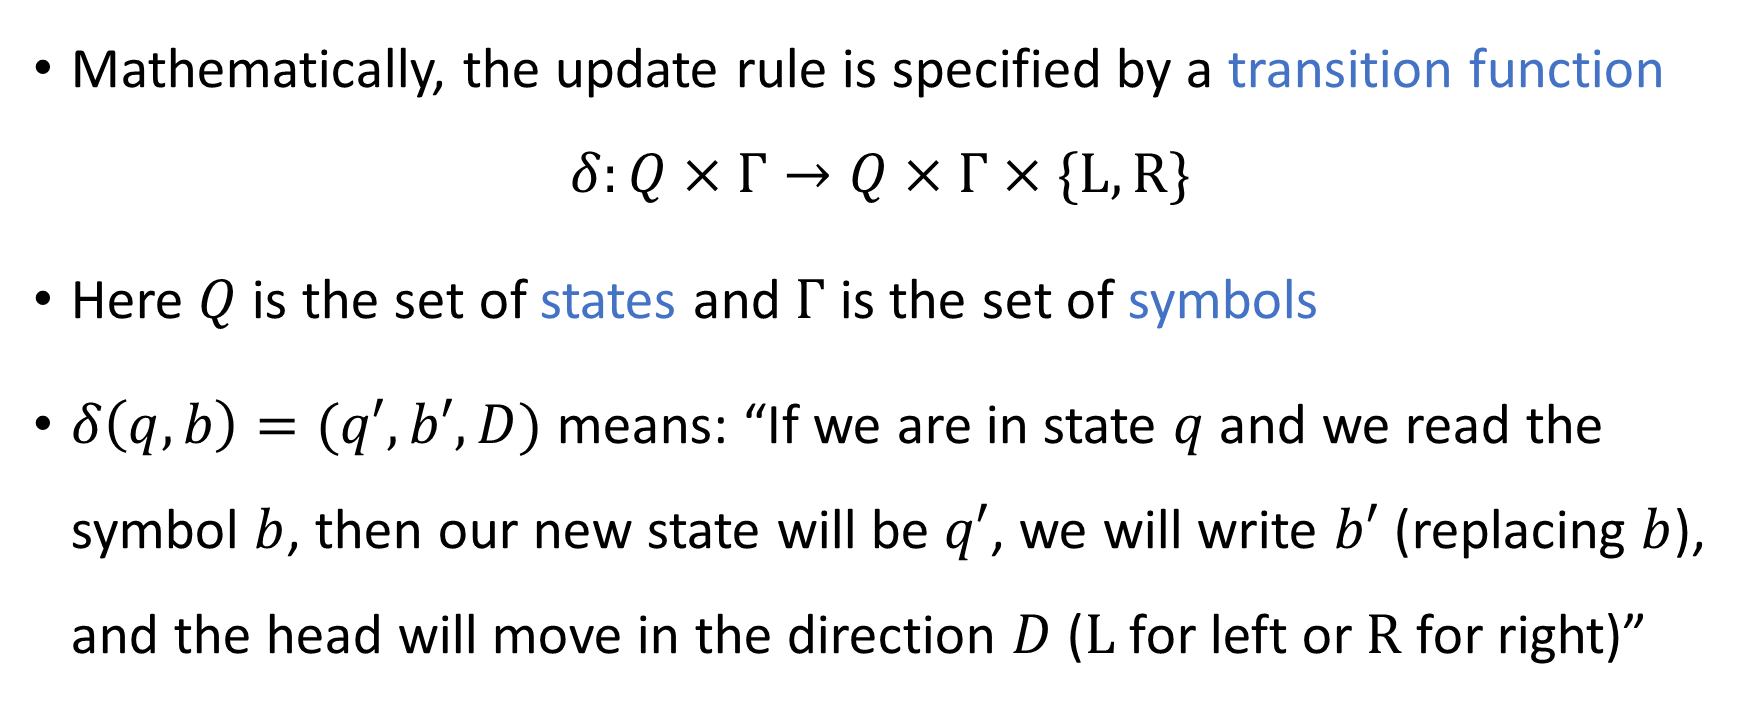 • Mathematically, the update rule is specified by a transition function
δ: Q × Γ → Q × Γ × {L, R}
• Here Q is the set of states and Γ is the set of symbols
• δ(q, b) = (q′, b′, D) means: “If we are in state q and we read the
symbol b, then our new state will be q′, we will write b′ (replacing b),
and the head will move in the direction D (L for left or R for right)”